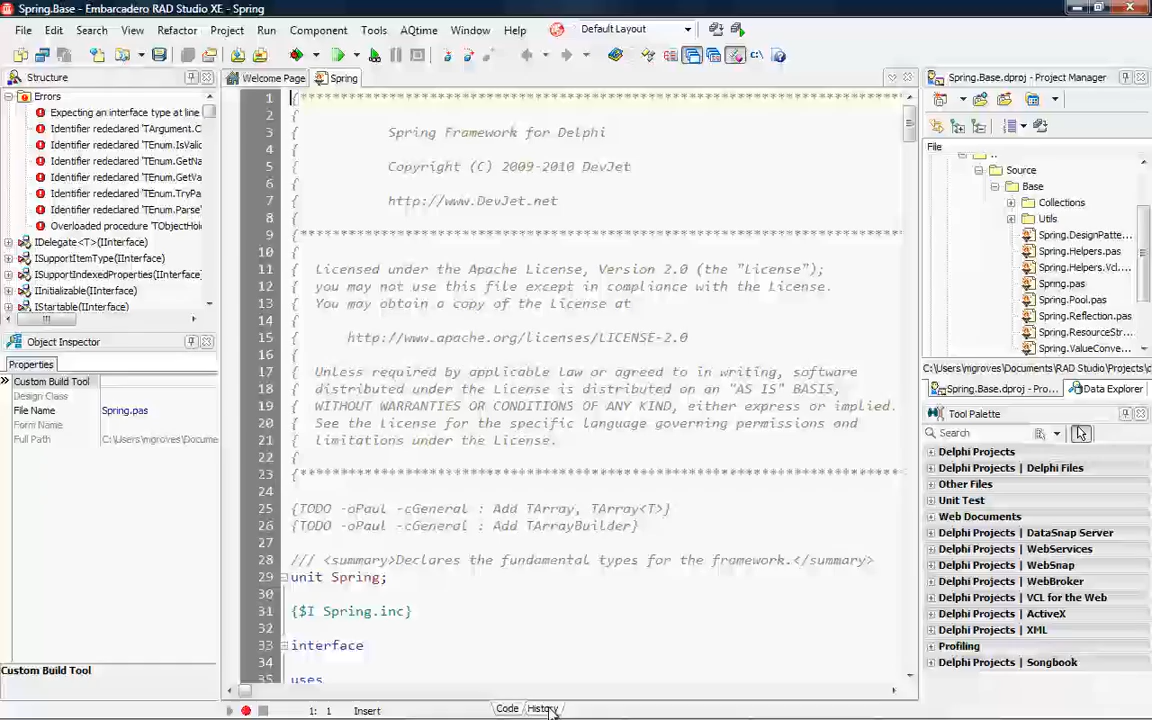 Spring.Base - Embarcadero RAD Studio XE - Spring
File Edit Search View Refactor Project Run Component Tools AQtime Window Help
Default Layout
Structure
Welcome Page
Spring
Errors
Expecting an interface type at line
Identifier redeclared 'TArgument.C
Identifier redeclared 'TEnum.IsVali
Identifier redeclared 'TEnum.GetNa
Identifier redeclared 'TEnum.GetVa
Identifier redeclared 'TEnum.TryPa
Identifier redeclared 'TEnum.Parse'
Overloaded procedure 'TObjectHol
IDelegate<T>(IInterface)
ISupportItemType(IInterface)
ISupportIndexedProperties(IInterface)
IInitializable(IInterface)
IStartable(IInterface)
Object Inspector
Properties
Custom Build Tool
Design Class
File Name Spring.pas
Form Name
Full Path C:\Users\mgroves\Docume
Custom Build Tool
1 {***************************************************************************
2 {
3 { Spring Framework for Delphi
4 {
5 { Copyright (C) 2009-2010 DevJet
6 {
7 { http://www.DevJet.net
8 {
9 {***************************************************************************
10
11 { Licensed under the Apache License, Version 2.0 (the "License");
12 { you may not use this file except in compliance with the License.
13 { You may obtain a copy of the License at
14 {
15 { http://www.apache.org/licenses/LICENSE-2.0
16 {
17 { Unless required by applicable law or agreed to in writing, software
18 { distributed under the License is distributed on an "AS IS" BASIS,
19 { WITHOUT WARRANTIES OR CONDITIONS OF ANY KIND, either express or implied.
20 { See the License for the specific language governing permissions and
21 { limitations under the License.
22 {
23 {***************************************************************************
24
25 {TODO -oPaul -cGeneral : Add TArray, TArray<T>}
26 {TODO -oPaul -cGeneral : Add TArrayBuilder}
27
28 /// <summary>Declares the fundamental types for the framework.</summary>
29 unit Spring;
30
31 {$I Spring.inc}
32
33 interface
34
35 uses
1: 1 Insert Code History
Spring.Base.dproj - Project Manager
File
Source
Base
Collections
Utils
Spring.DesignPatte...
Spring.Helpers.pas
Spring.Helpers.Vcl....
Spring.pas
Spring.Pool.pas
Spring.Reflection.pas
Spring.ResourceStr...
Spring.ValueConve...
C:\Users\mgroves\Documents\RAD Studio\Projects\
Spring.Base.dproj - Pro...
Data Explorer
Tool Palette
Search
Delphi Projects
Delphi Projects | Delphi Files
Other Files
Unit Test
Web Documents
Delphi Projects | DataSnap Server
Delphi Projects | WebServices
Delphi Projects | WebSnap
Delphi Projects | WebBroker
Delphi Projects | VCL for the Web
Delphi Projects | ActiveX
Delphi Projects | XML
Profiling
Delphi Projects | Songbook